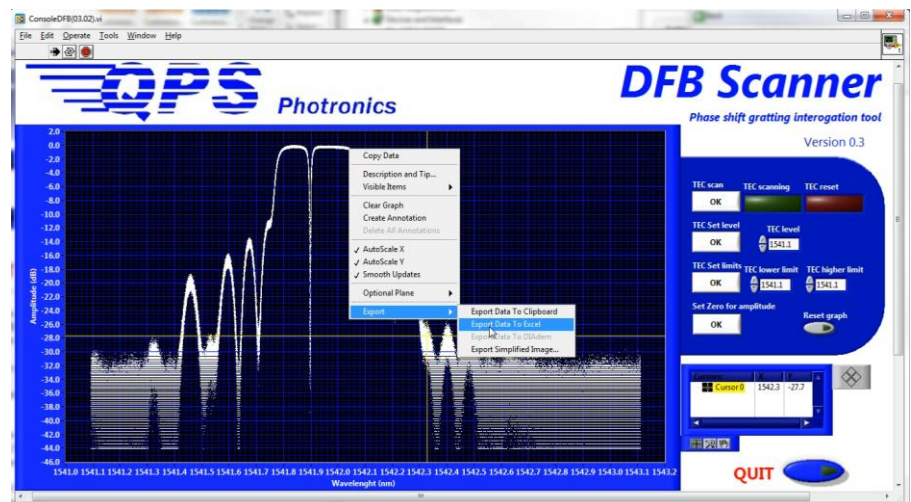 ConsoleDFB(03.02).vi
File Edit Operate Tools Window Help
QPS Photronics
DFB Scanner
Phase shift gratting interogation tool
Version 0.3
2.0
0.0
-2.0
-4.0
-6.0
-8.0
-10.0
-12.0
-14.0
-16.0
-18.0
-20.0
-22.0
-24.0
-26.0
-28.0
-30.0
-32.0
-34.0
-36.0
-38.0
-40.0
-42.0
-44.0
-46.0
Amplitude (dB)
1541.0 1541.1 1541.2 1541.3 1541.4 1541.5 1541.6 1541.7 1541.8 1541.9 1542.0 1542.1 1542.2 1542.3 1542.4 1542.5 1542.6 1542.7 1542.8 1542.9 1543.0 1543.1 1543.2
Wavelenght (nm)
Copy Data
Description and Tip...
Visible Items
Clear Graph
Create Annotation
Delete All Annotations
AutoScale X
AutoScale Y
Smooth Updates
Optional Plane
Export
Export Data To Clipboard
Export Data To Excel
Export Data To DIAdem
Export Simplified Image...
TEC scan TEC scanning TEC reset
OK
TEC Set level TEC level
OK 1541.1
TEC Set limits TEC lower limit TEC higher limit
OK 1541.1 1541.1
Set Zero for amplitude Reset graph
OK
Cursors: X Y
Cursor 0 1542.3 -27.7
QUIT